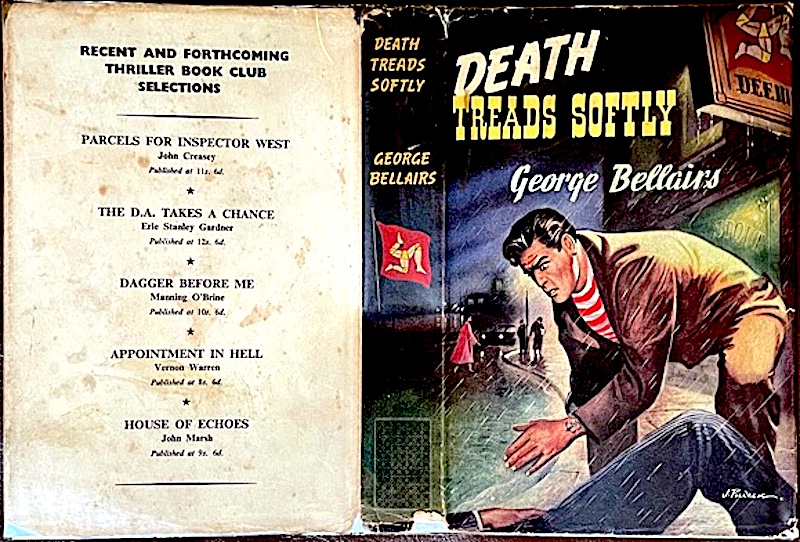 RECENT AND FORTHCOMING
THRILLER BOOK CLUB
SELECTIONS
PARCELS FOR INSPECTOR WEST
John Creasey
Published at 11s. 6d.
THE D.A. TAKES A CHANCE
Erle Stanley Gardner
Published at 12s. 6d.
DAGGER BEFORE ME
Manning O'Brine
Published at 10s. 6d.
APPOINTMENT IN HELL
Vernon Warren
Published at 8s. 6d.
HOUSE OF ECHOES
John Marsh
Published at 9s. 6d.
DEATH
TREADS
SOFTLY
GEORGE
BELLAIRS
DEATH
TREADS SOFTLY
George Bellairs